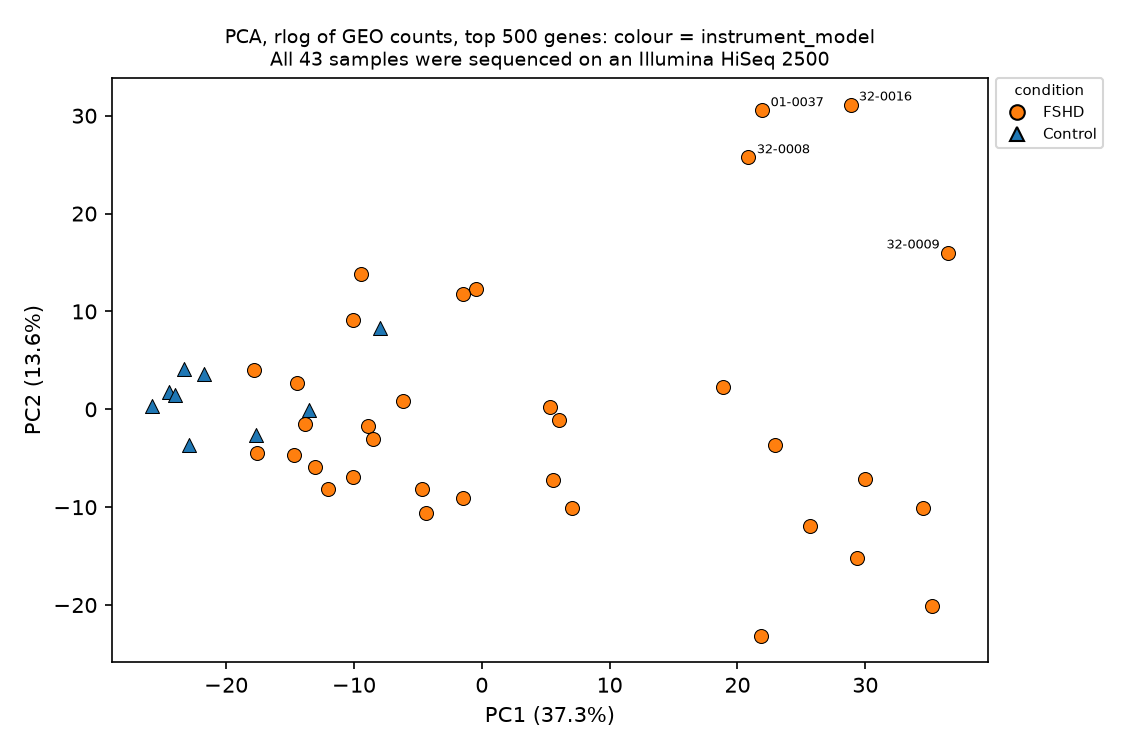 PCA, rlog of GEO counts, top 500 genes: colour = instrument_model
All 43 samples were sequenced on an Illumina HiSeq 2500
condition
FSHD
Control
01-0037
32-0016
32-0008
32-0009
30
20
10
0
−10
−20
PC2 (13.6%)
−20
−10
0
10
20
30
PC1 (37.3%)